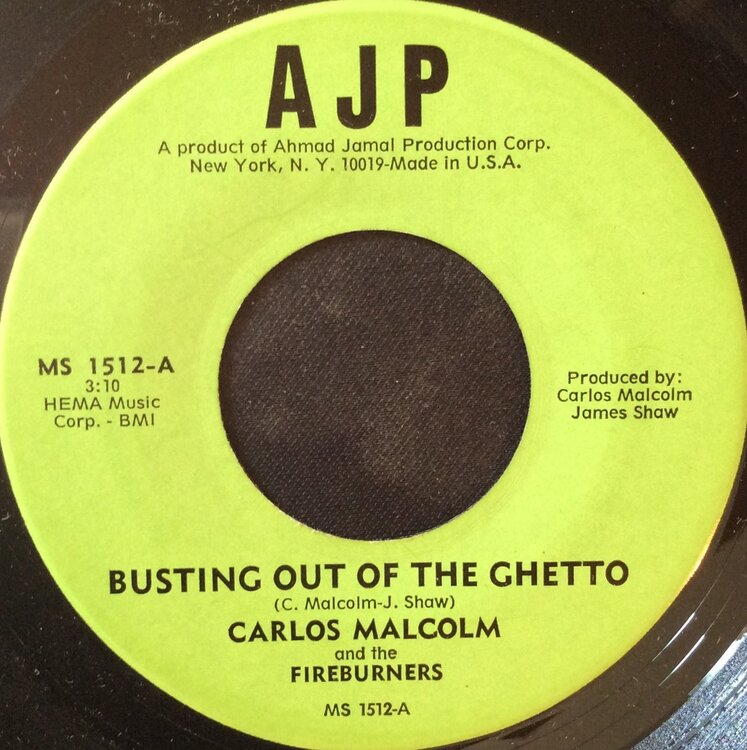 AJP
A product of Ahmad Jamal Production Corp.
New York, N. Y. 10019-Made in U.S.A.
MS 1512-A
3:10
HEMA Music
Corp. - BMI
Produced by:
Carlos Malcolm
James Shaw
BUSTING OUT OF THE GHETTO
(C. Malcolm-J. Shaw)
CARLOS MALCOLM
and the
FIREBURNERS
MS 1512-A